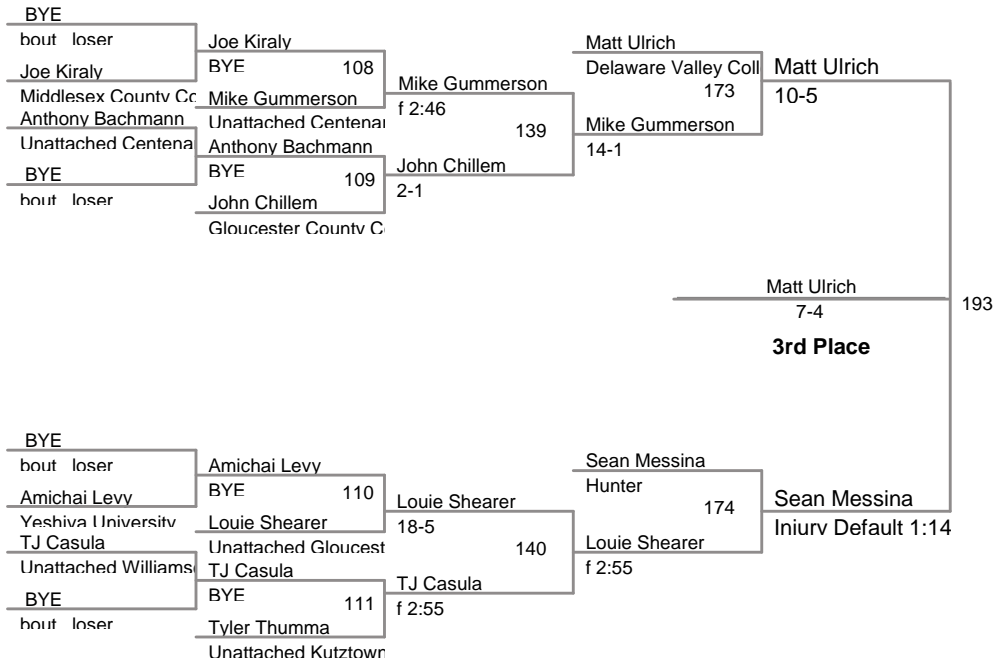 BYE
bout loser
Joe Kiraly
Middlesex County Co
Anthony Bachmann
Unattached Centena
BYE
bout loser
Joe Kiraly
BYE
108
Mike Gummerson
Unattached Centenar
Anthony Bachmann
BYE
109
John Chillem
Gloucester County C
Mike Gummerson
f 2:46
139
John Chillem
2-1
Matt Ulrich
Delaware Valley Coll
173
Mike Gummerson
14-1
Matt Ulrich
10-5
Matt Ulrich
7-4
193
3rd Place
BYE
bout loser
Amichai Levy
Yeshiva University
TJ Casula
Unattached Williams
BYE
bout loser
Amichai Levy
BYE
110
Louie Shearer
Unattached Gloucest
TJ Casula
BYE
111
Tyler Thumma
Unattached Kutztown
Louie Shearer
18-5
140
TJ Casula
f 2:55
Sean Messina
Hunter
174
Louie Shearer
f 2:55
Sean Messina
Injury Default 1:14